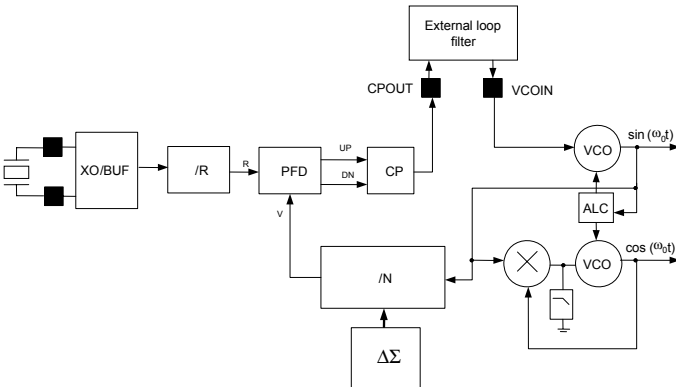 External loop
filter
CPOUT
VCOIN
sin (ω₀t)
XO/BUF
/R
R
PFD
UP
DN
CP
VCO
ALC
V
/N
VCO
cos (ω₀t)
ΔΣ